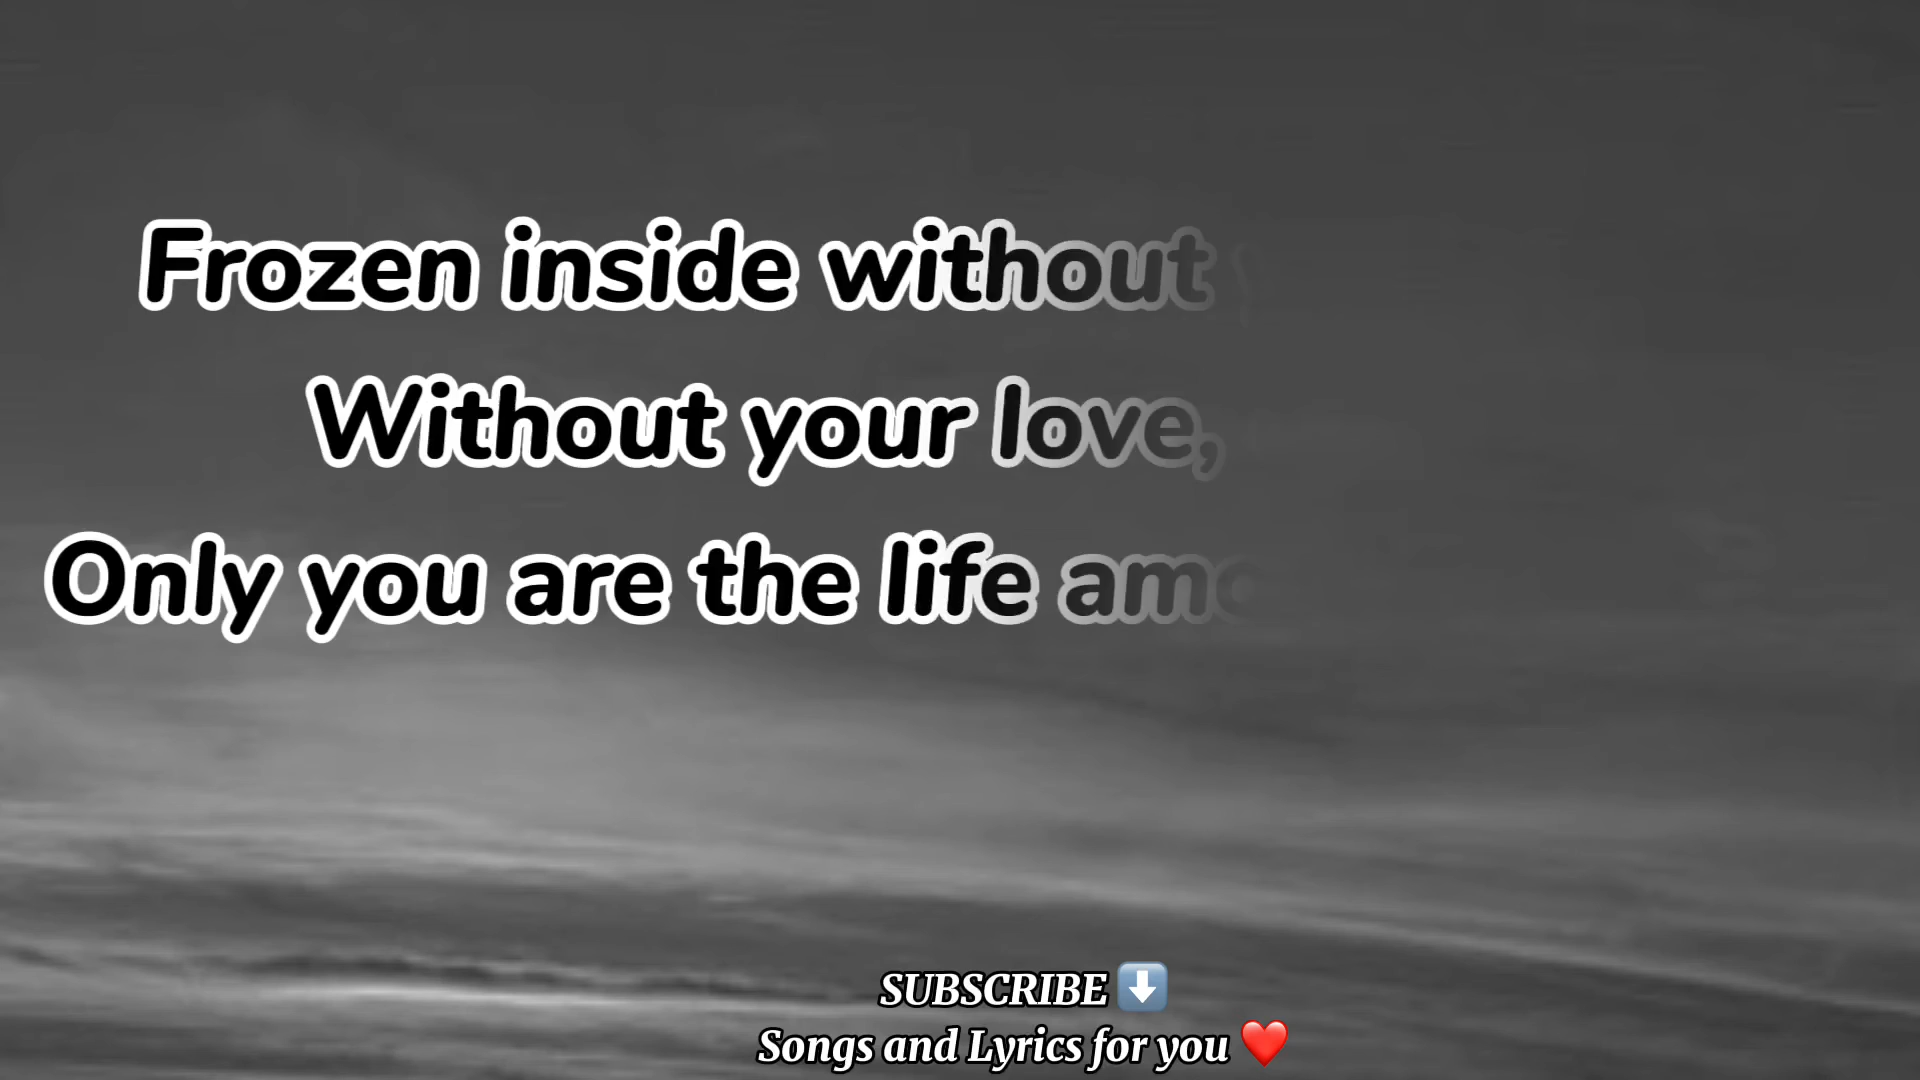 Frozen inside without
Without your love,
Only you are the life
SUBSCRIBE ⬇️
Songs and Lyrics for you ❤️